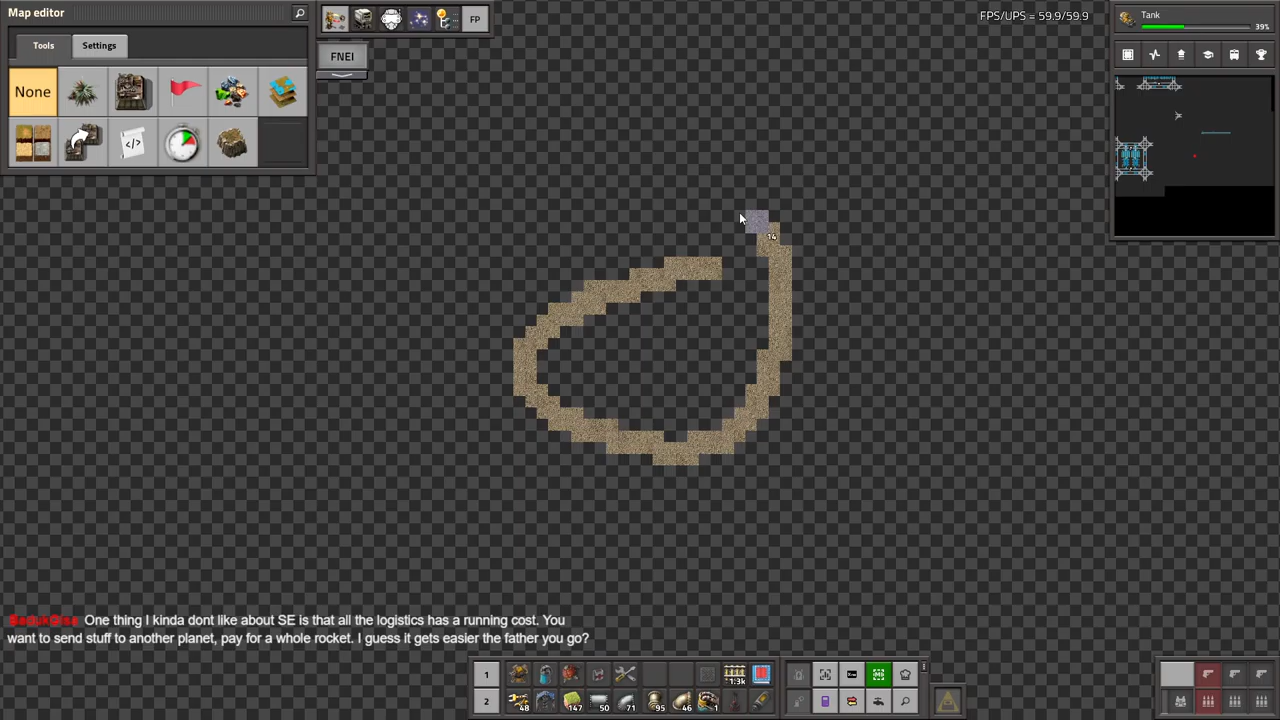 Map editor
FP
FPS/UPS = 59.9/59.9
Tank
39%
Tools
Settings
FNEI
None
14
One thing I kinda dont like about SE is that all the logistics has a running cost. You
want to send stuff to another planet, pay for a whole rocket. I guess it gets easier the father you go?
1
1.3k
2
48
147
50
71
95
46
1